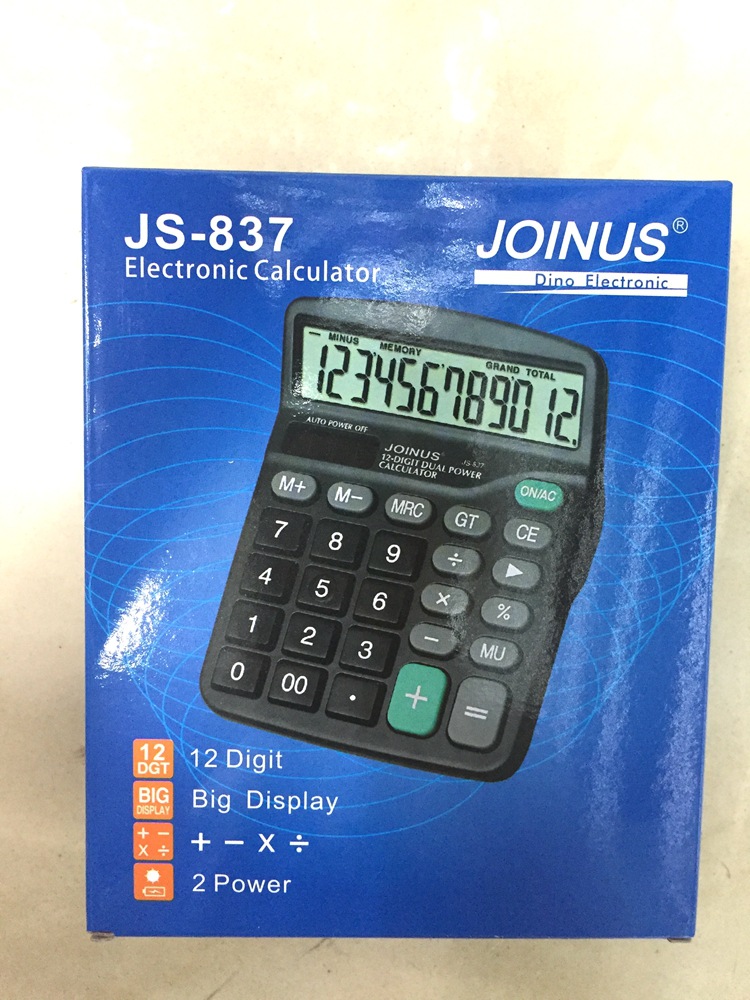 JS-837
Electronic Calculator
JOINUS®
Dino Electronic
— MINUS MEMORY GRAND TOTAL
123456789012.
AUTO POWER OFF
JOINUS®
JS-837
12-DIGIT DUAL POWER
CALCULATOR
M+ M− MRC GT ON/AC
CE
7 8 9 ÷ ▶
4 5 6 × %
1 2 3 − MU
0 00 . + =
12 DGT 12 Digit
BIG DISPLAY Big Display
+ − x ÷ + − x ÷
2 Power